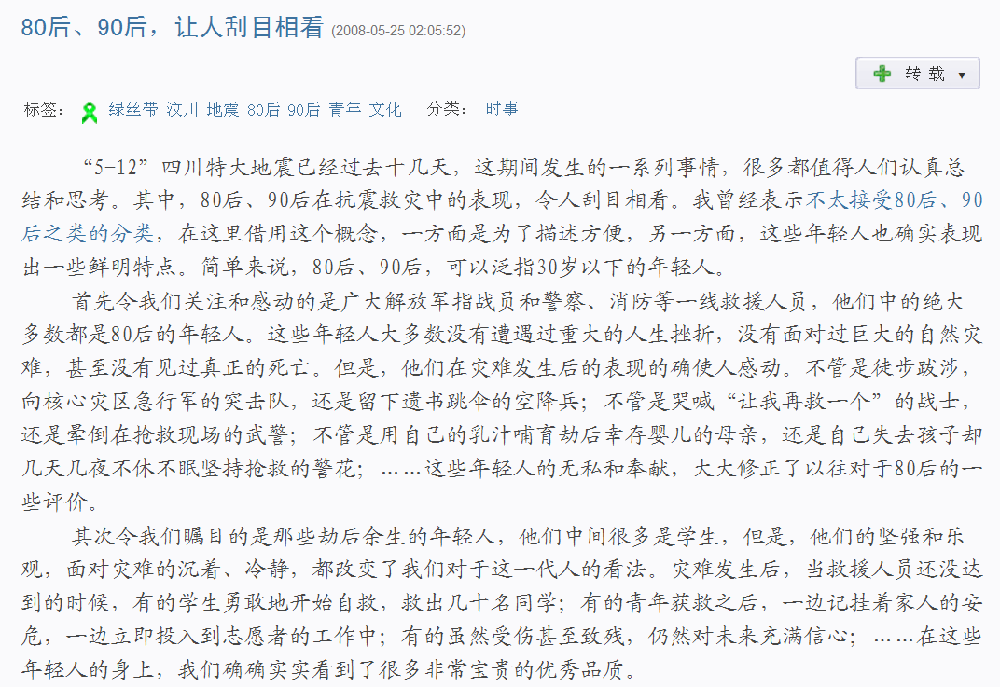 80后、90后，让人刮目相看 (2008-05-25 02:05:52)
转 载 ▼
标签： 绿丝带 汶川 地震 80后 90后 青年 文化 分类： 时事
“5-12”四川特大地震已经过去十几天，这期间发生的一系列事情，很多都值得人们认真总
结和思考。其中，80后、90后在抗震救灾中的表现，令人刮目相看。我曾经表示不太接受80后、90
后之类的分类，在这里借用这个概念，一方面是为了描述方便，另一方面，这些年轻人也确实表现
出一些鲜明特点。简单来说，80后、90后，可以泛指30岁以下的年轻人。
首先令我们关注和感动的是广大解放军指战员和警察、消防等一线救援人员，他们中的绝大
多数都是80后的年轻人。这些年轻人大多数没有遭遇过重大的人生挫折，没有面对过巨大的自然灾
难，甚至没有见过真正的死亡。但是，他们在灾难发生后的表现的确使人感动。不管是徒步跋涉，
向核心灾区急行军的突击队，还是留下遗书跳伞的空降兵；不管是哭喊“让我再救一个”的战士，
还是晕倒在抢救现场的武警；不管是用自己的乳汁哺育劫后幸存婴儿的母亲，还是自己失去孩子却
几天几夜不休不眠坚持抢救的警花；……这些年轻人的无私和奉献，大大修正了以往对于80后的一
些评价。
其次令我们瞩目的是那些劫后余生的年轻人，他们中间很多是学生，但是，他们的坚强和乐
观，面对灾难的沉着、冷静，都改变了我们对于这一代人的看法。灾难发生后，当救援人员还没达
到的时候，有的学生勇敢地开始自救，救出几十名同学；有的青年获救之后，一边记挂着家人的安
危，一边立即投入到志愿者的工作中；有的虽然受伤甚至致残，仍然对未来充满信心；……在这些
年轻人的身上，我们确确实实看到了很多非常宝贵的优秀品质。